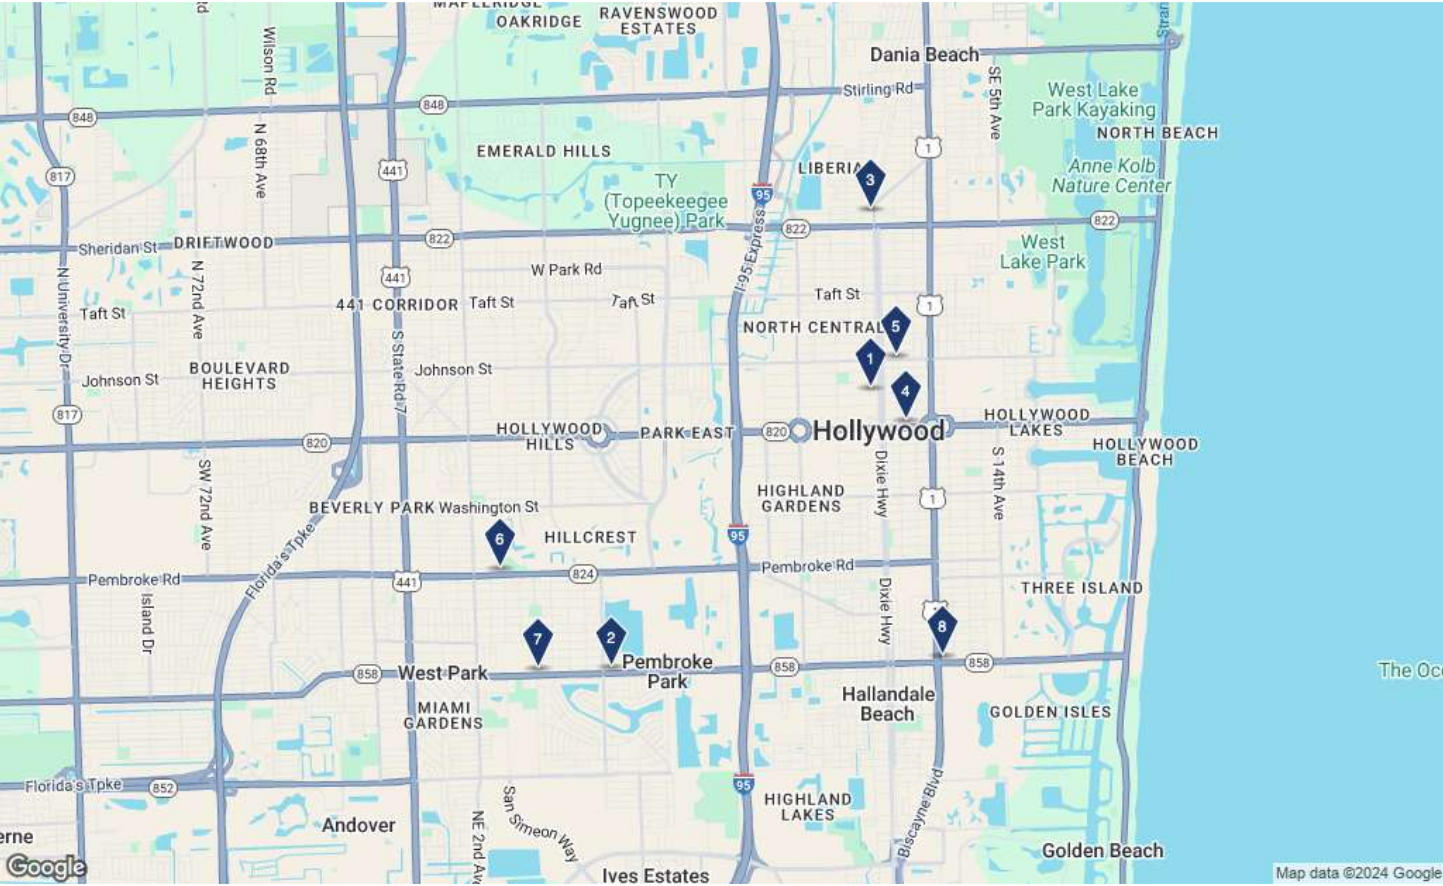 MAPLERIDGE
OAKRIDGE
RAVENSWOOD
ESTATES
Wilson Rd
Dania Beach
Stirling Rd
848
848
SE 5th Ave
West Lake
Park Kayaking
NORTH BEACH
N 68th Ave
EMERALD HILLS
1
441
817
LIBERIA
3
Anne Kolb
Nature Center
TY
(Topeekeegee
Yugnee) Park
95
822
822
822
Sheridan St
DRIFTWOOD
I-95 Express
West
Lake Park
N 72nd Ave
W Park Rd
441
N University Dr
441 CORRIDOR
Taft St
Taft St
Taft St
Taft St
1
NORTH CENTRAL
5
S State Rd 7
BOULEVARD
HEIGHTS
Johnson St
Johnson St
1
4
817
820
HOLLYWOOD
HILLS
PARK EAST
820
Hollywood
HOLLYWOOD
LAKES
HOLLYWOOD
BEACH
SW 72nd Ave
Dixie Hwy
S 14th Ave
HIGHLAND
GARDENS
1
BEVERLY PARK
Washington St
6
HILLCREST
95
Florida's Tpke
Pembroke Rd
441
824
Pembroke Rd
Island Dr
Dixie Hwy
THREE ISLAND
1
8
7
2
858
West Park
Pembroke
Park
858
858
The Oce
MIAMI
GARDENS
Hallandale
Beach
GOLDEN ISLES
Florida's Tpke
852
95
San Simeon Way
NE 2nd Ave
HIGHLAND
LAKES
Biscayne Blvd
Andover
erne
Golden Beach
Google
Ives Estates
Map data ©2024 Google